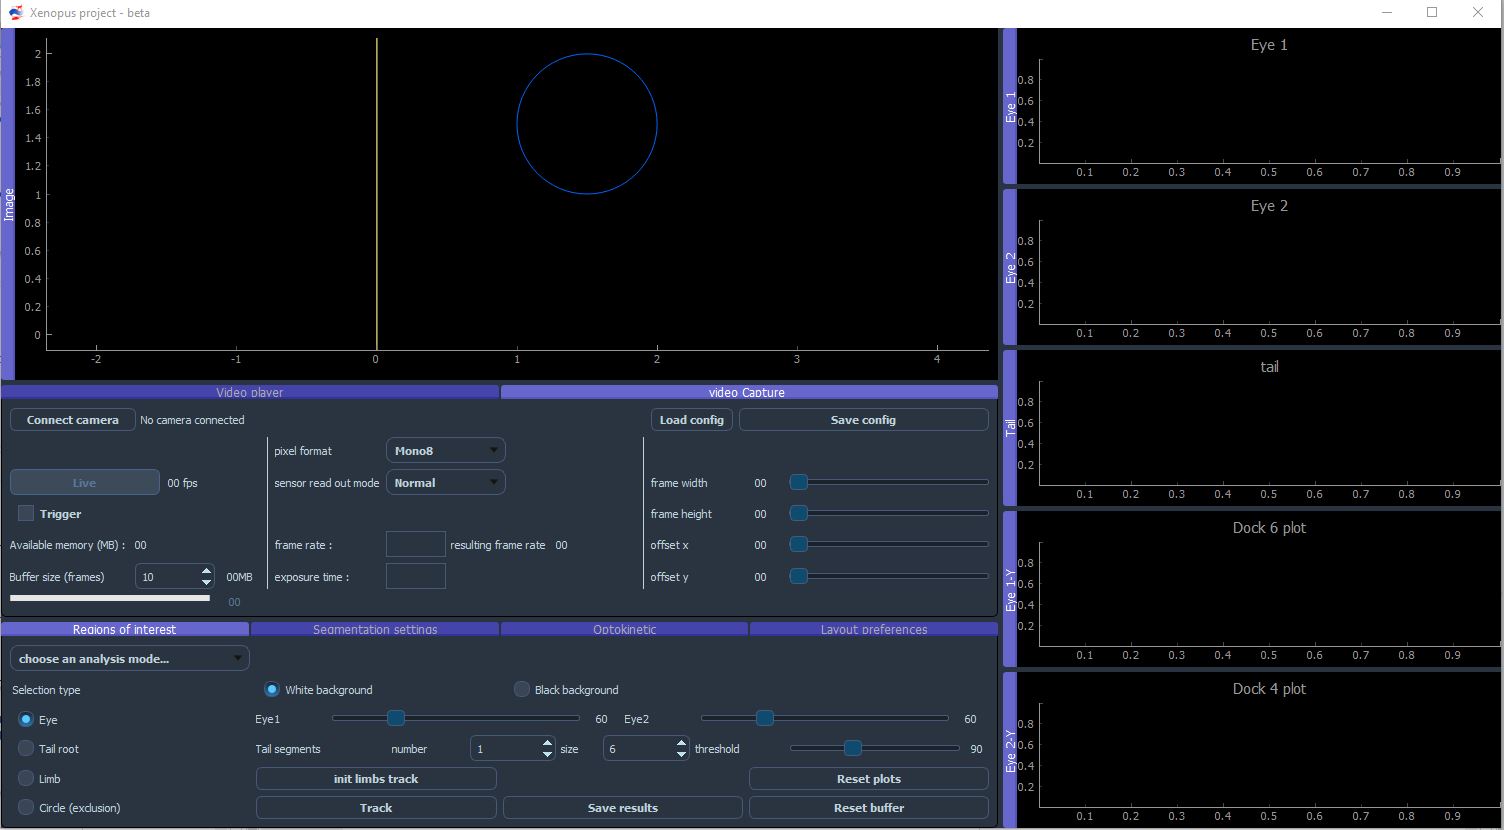 Xenopus project - beta
Image
2
1.8
1.6
1.4
1.2
1
0.8
0.6
0.4
0.2
0
-2 -1 0 1 2 3 4
Video player video Capture
Connect camera No camera connected Load config Save config
pixel format Mono8
Live 00 fps sensor read out mode Normal frame width 00
Trigger frame height 00
Available memory (MB) : 00 frame rate : resulting frame rate 00 offset x 00
Buffer size (frames) 10 00MB exposure time : offset y 00
00
Regions of interest Segmentation settings Optokinetic Layout preferences
choose an analysis mode...
Selection type White background Black background
Eye Eye1 60 Eye2 60
Tail root Tail segments number 1 size 6 threshold 90
Limb init limbs track Reset plots
Circle (exclusion) Track Save results Reset buffer
Eye 1
Eye 1
0.8
0.6
0.4
0.2
0.1 0.2 0.3 0.4 0.5 0.6 0.7 0.8 0.9
Eye 2
Eye 2
0.8
0.6
0.4
0.2
0.1 0.2 0.3 0.4 0.5 0.6 0.7 0.8 0.9
tail
Tail
0.8
0.6
0.4
0.2
0.1 0.2 0.3 0.4 0.5 0.6 0.7 0.8 0.9
Dock 6 plot
Eye 1-Y
0.8
0.6
0.4
0.2
0.1 0.2 0.3 0.4 0.5 0.6 0.7 0.8 0.9
Dock 4 plot
Eye 2-Y
0.8
0.6
0.4
0.2
0.1 0.2 0.3 0.4 0.5 0.6 0.7 0.8 0.9